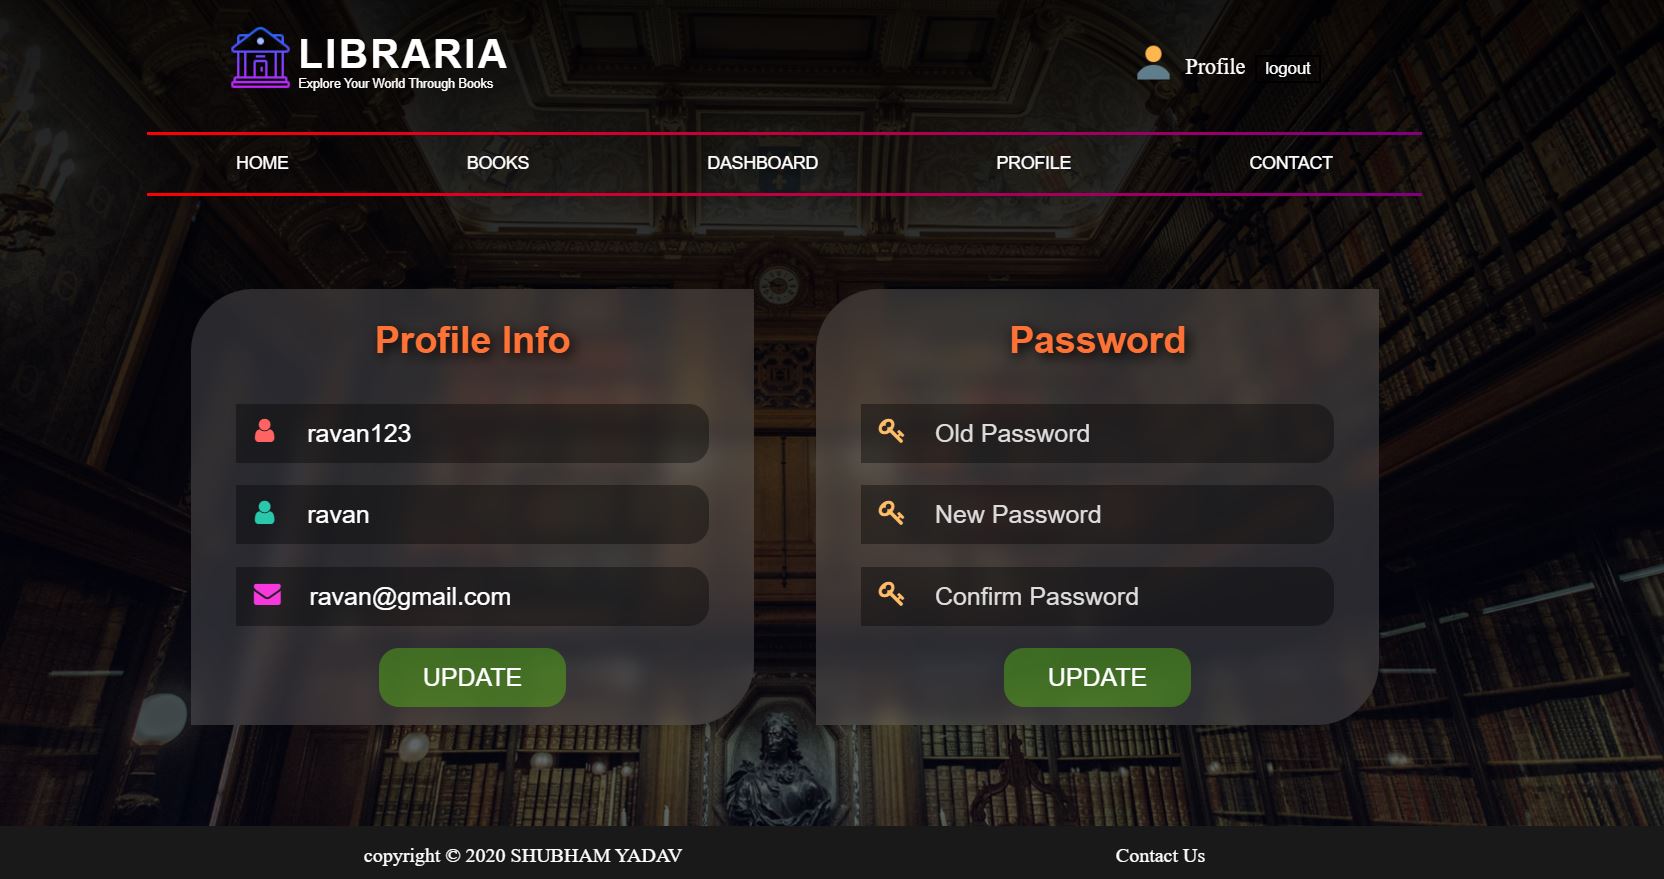 LIBRARIA
Explore Your World Through Books
Profile logout
HOME BOOKS DASHBOARD PROFILE CONTACT
Profile Info
ravan123
ravan
ravan@gmail.com
UPDATE
Password
Old Password
New Password
Confirm Password
UPDATE
copyright © 2020 SHUBHAM YADAV
Contact Us